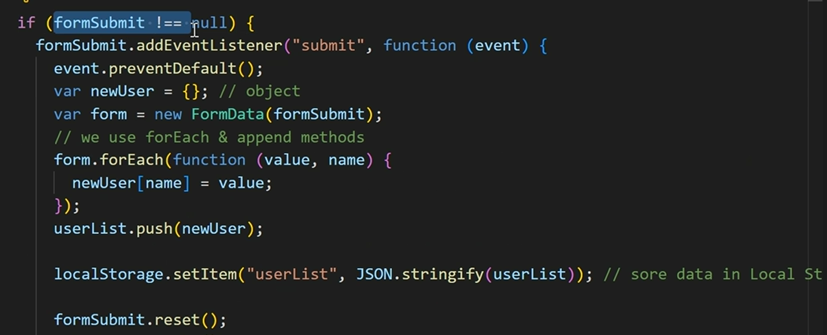 if (formSubmit !== null) {
formSubmit.addEventListener("submit", function (event) {
event.preventDefault();
var newUser = {}; // object
var form = new FormData(formSubmit);
// we use forEach & append methods
form.forEach(function (value, name) {
newUser[name] = value;
});
userList.push(newUser);
localStorage.setItem("userList", JSON.stringify(userList)); // sore data in Local St
formSubmit.reset();